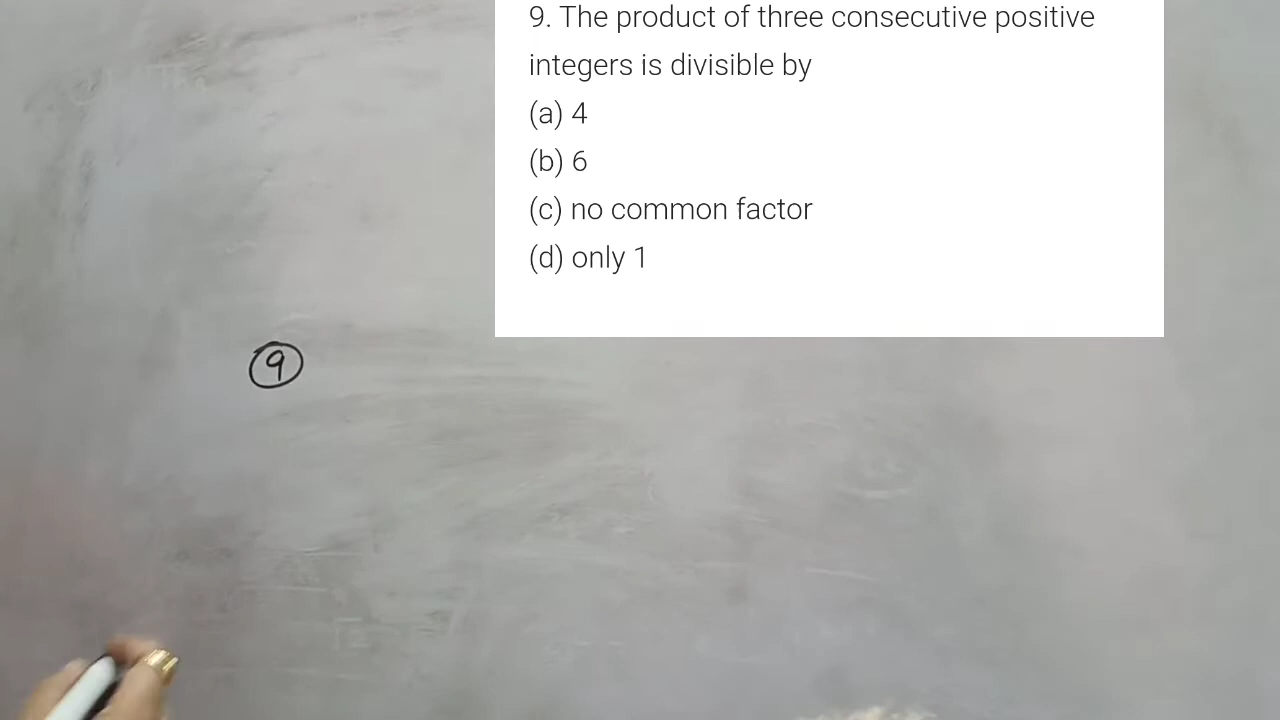 9. The product of three consecutive positive
integers is divisible by
(a) 4
(b) 6
(c) no common factor
(d) only 1
9